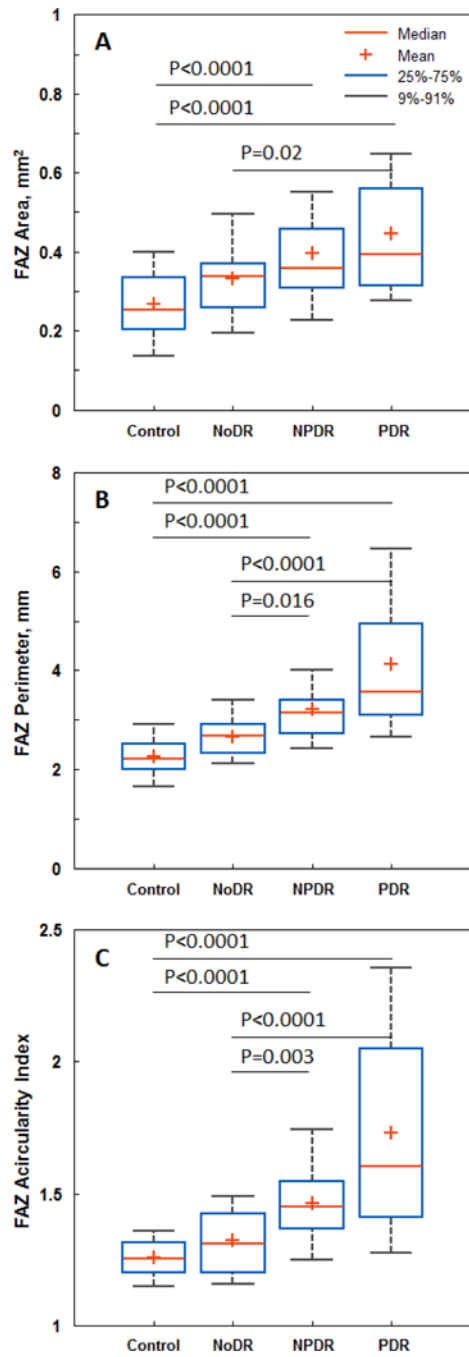 A
Median
Mean
25%-75%
9%-91%
P<0.0001
P<0.0001
P=0.02
FAZ Area, mm²
1
0.8
0.6
0.4
0.2
0
Control NoDR NPDR PDR
B
P<0.0001
P<0.0001
P<0.0001
P=0.016
FAZ Perimeter, mm
8
6
4
2
0
Control NoDR NPDR PDR
C
P<0.0001
P<0.0001
P<0.0001
P=0.003
FAZ Acircularity Index
2.5
2
1.5
1
Control NoDR NPDR PDR